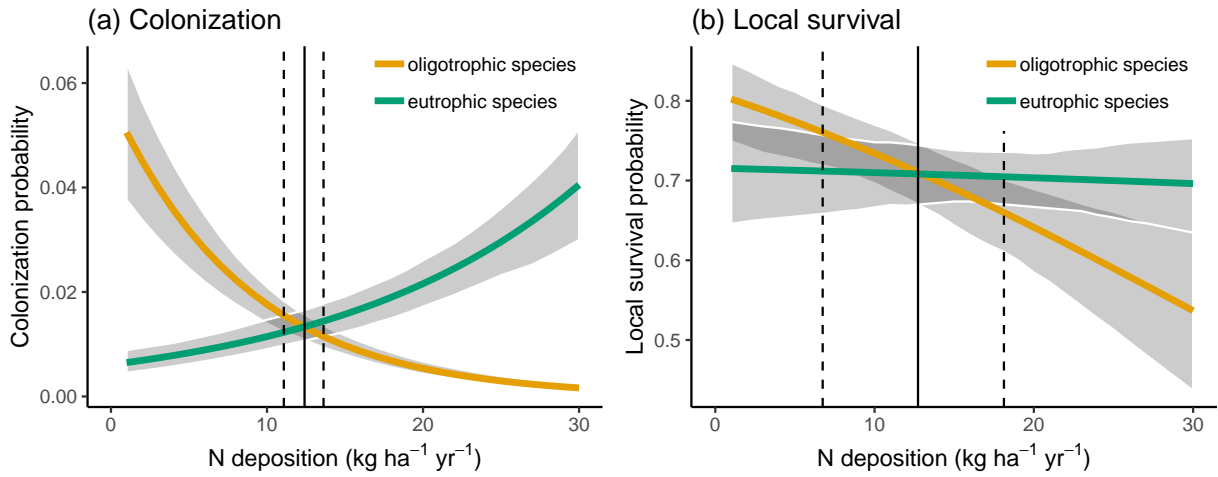 (a) Colonization
Colonization probability
0.06
0.04
0.02
0.00
oligotrophic species
eutrophic species
0
10
20
30
N deposition (kg ha⁻¹ yr⁻¹)
(b) Local survival
Local survival probability
0.8
0.7
0.6
0.5
oligotrophic species
eutrophic species
0
10
20
30
N deposition (kg ha⁻¹ yr⁻¹)